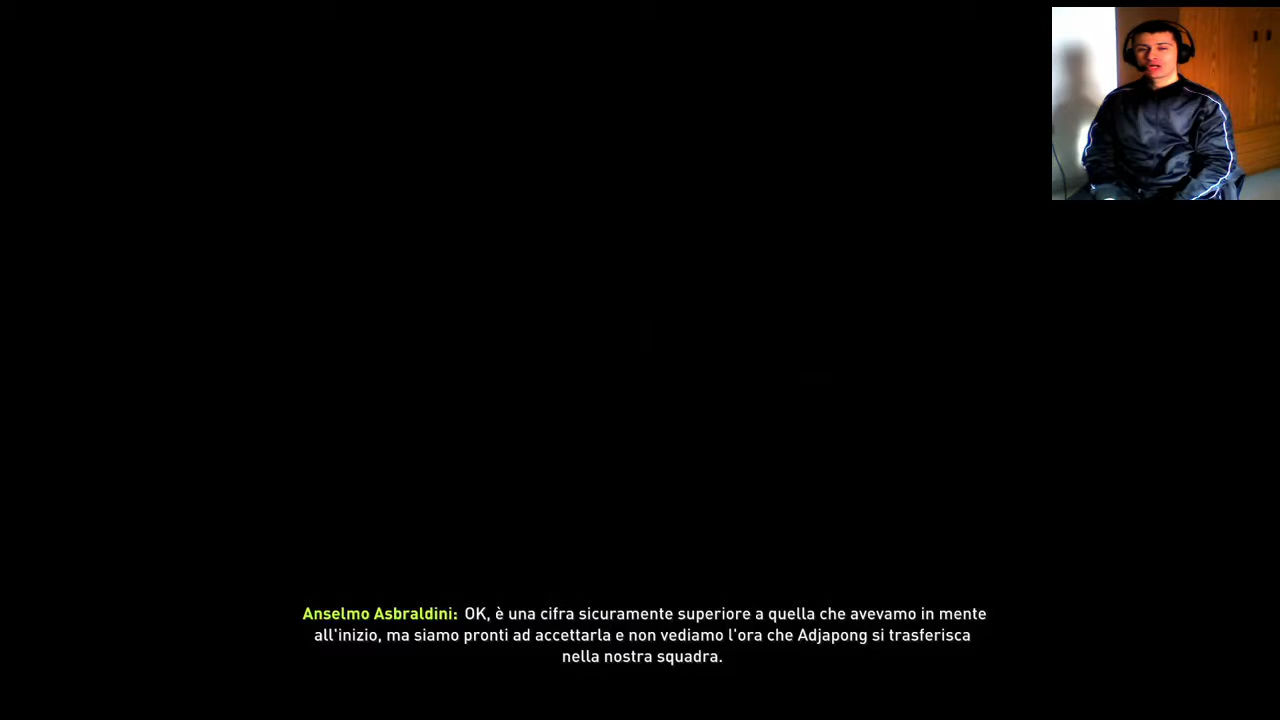 Anselmo Asbraldini: OK, è una cifra sicuramente superiore a quella che avevamo in mente
all'inizio, ma siamo pronti ad accettarla e non vediamo l'ora che Adjapong si trasferisca
nella nostra squadra.